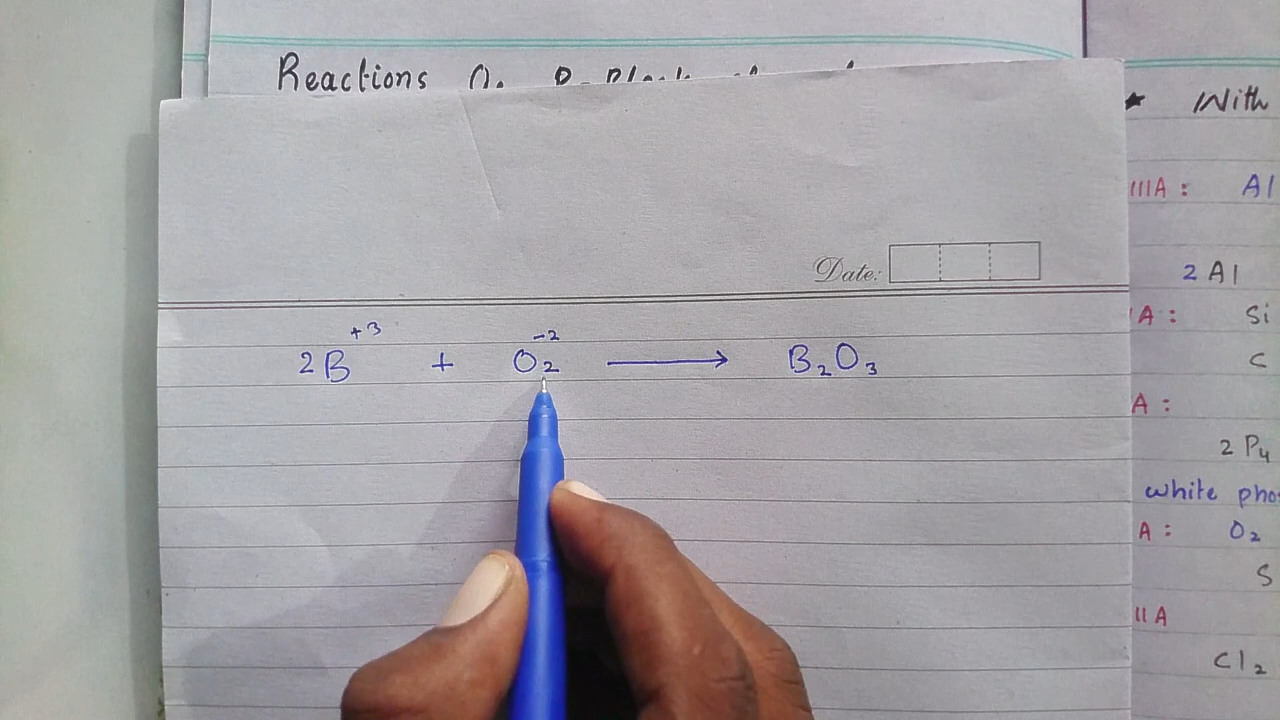 Reactions
★ With
IIIA : Al
Date:
2 Al
A : Si
2B⁺³ + O₂⁻² ⟶ B₂O₃
C
A :
2 P₄
white pho
A : O₂
S
IIA
Cl₂